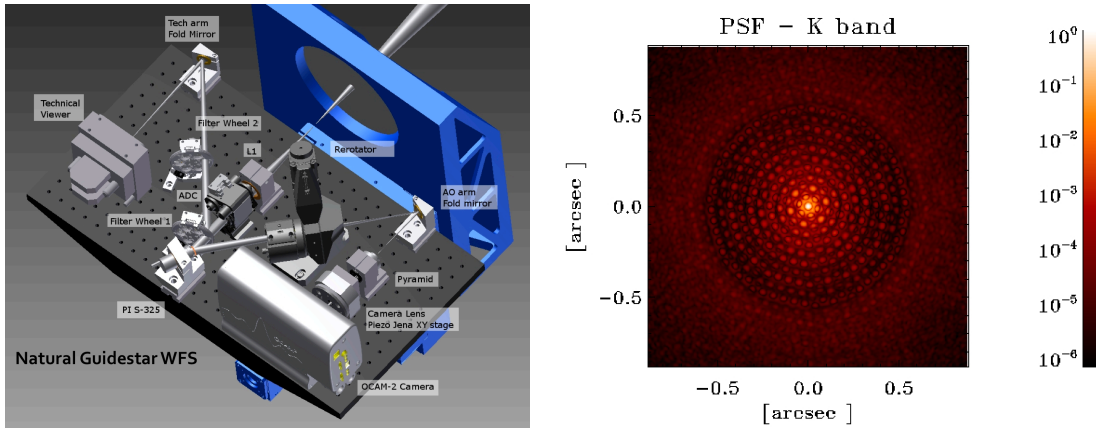 Tech arm
Fold Mirror
Technical
Viewer
Filter Wheel 2
L1
Rerotator
ADC
AO arm
Fold mirror
Filter Wheel 1
Pyramid
PI S-325
Camera Lens
Piezo Jena XY stage
Natural Guidestar WFS
OCAM-2 Camera
PSF - K band
[arcsec]
0.5
0.0
-0.5
-0.5 0.0 0.5
[arcsec ]
10^0
10^-1
10^-2
10^-3
10^-4
10^-5
10^-6